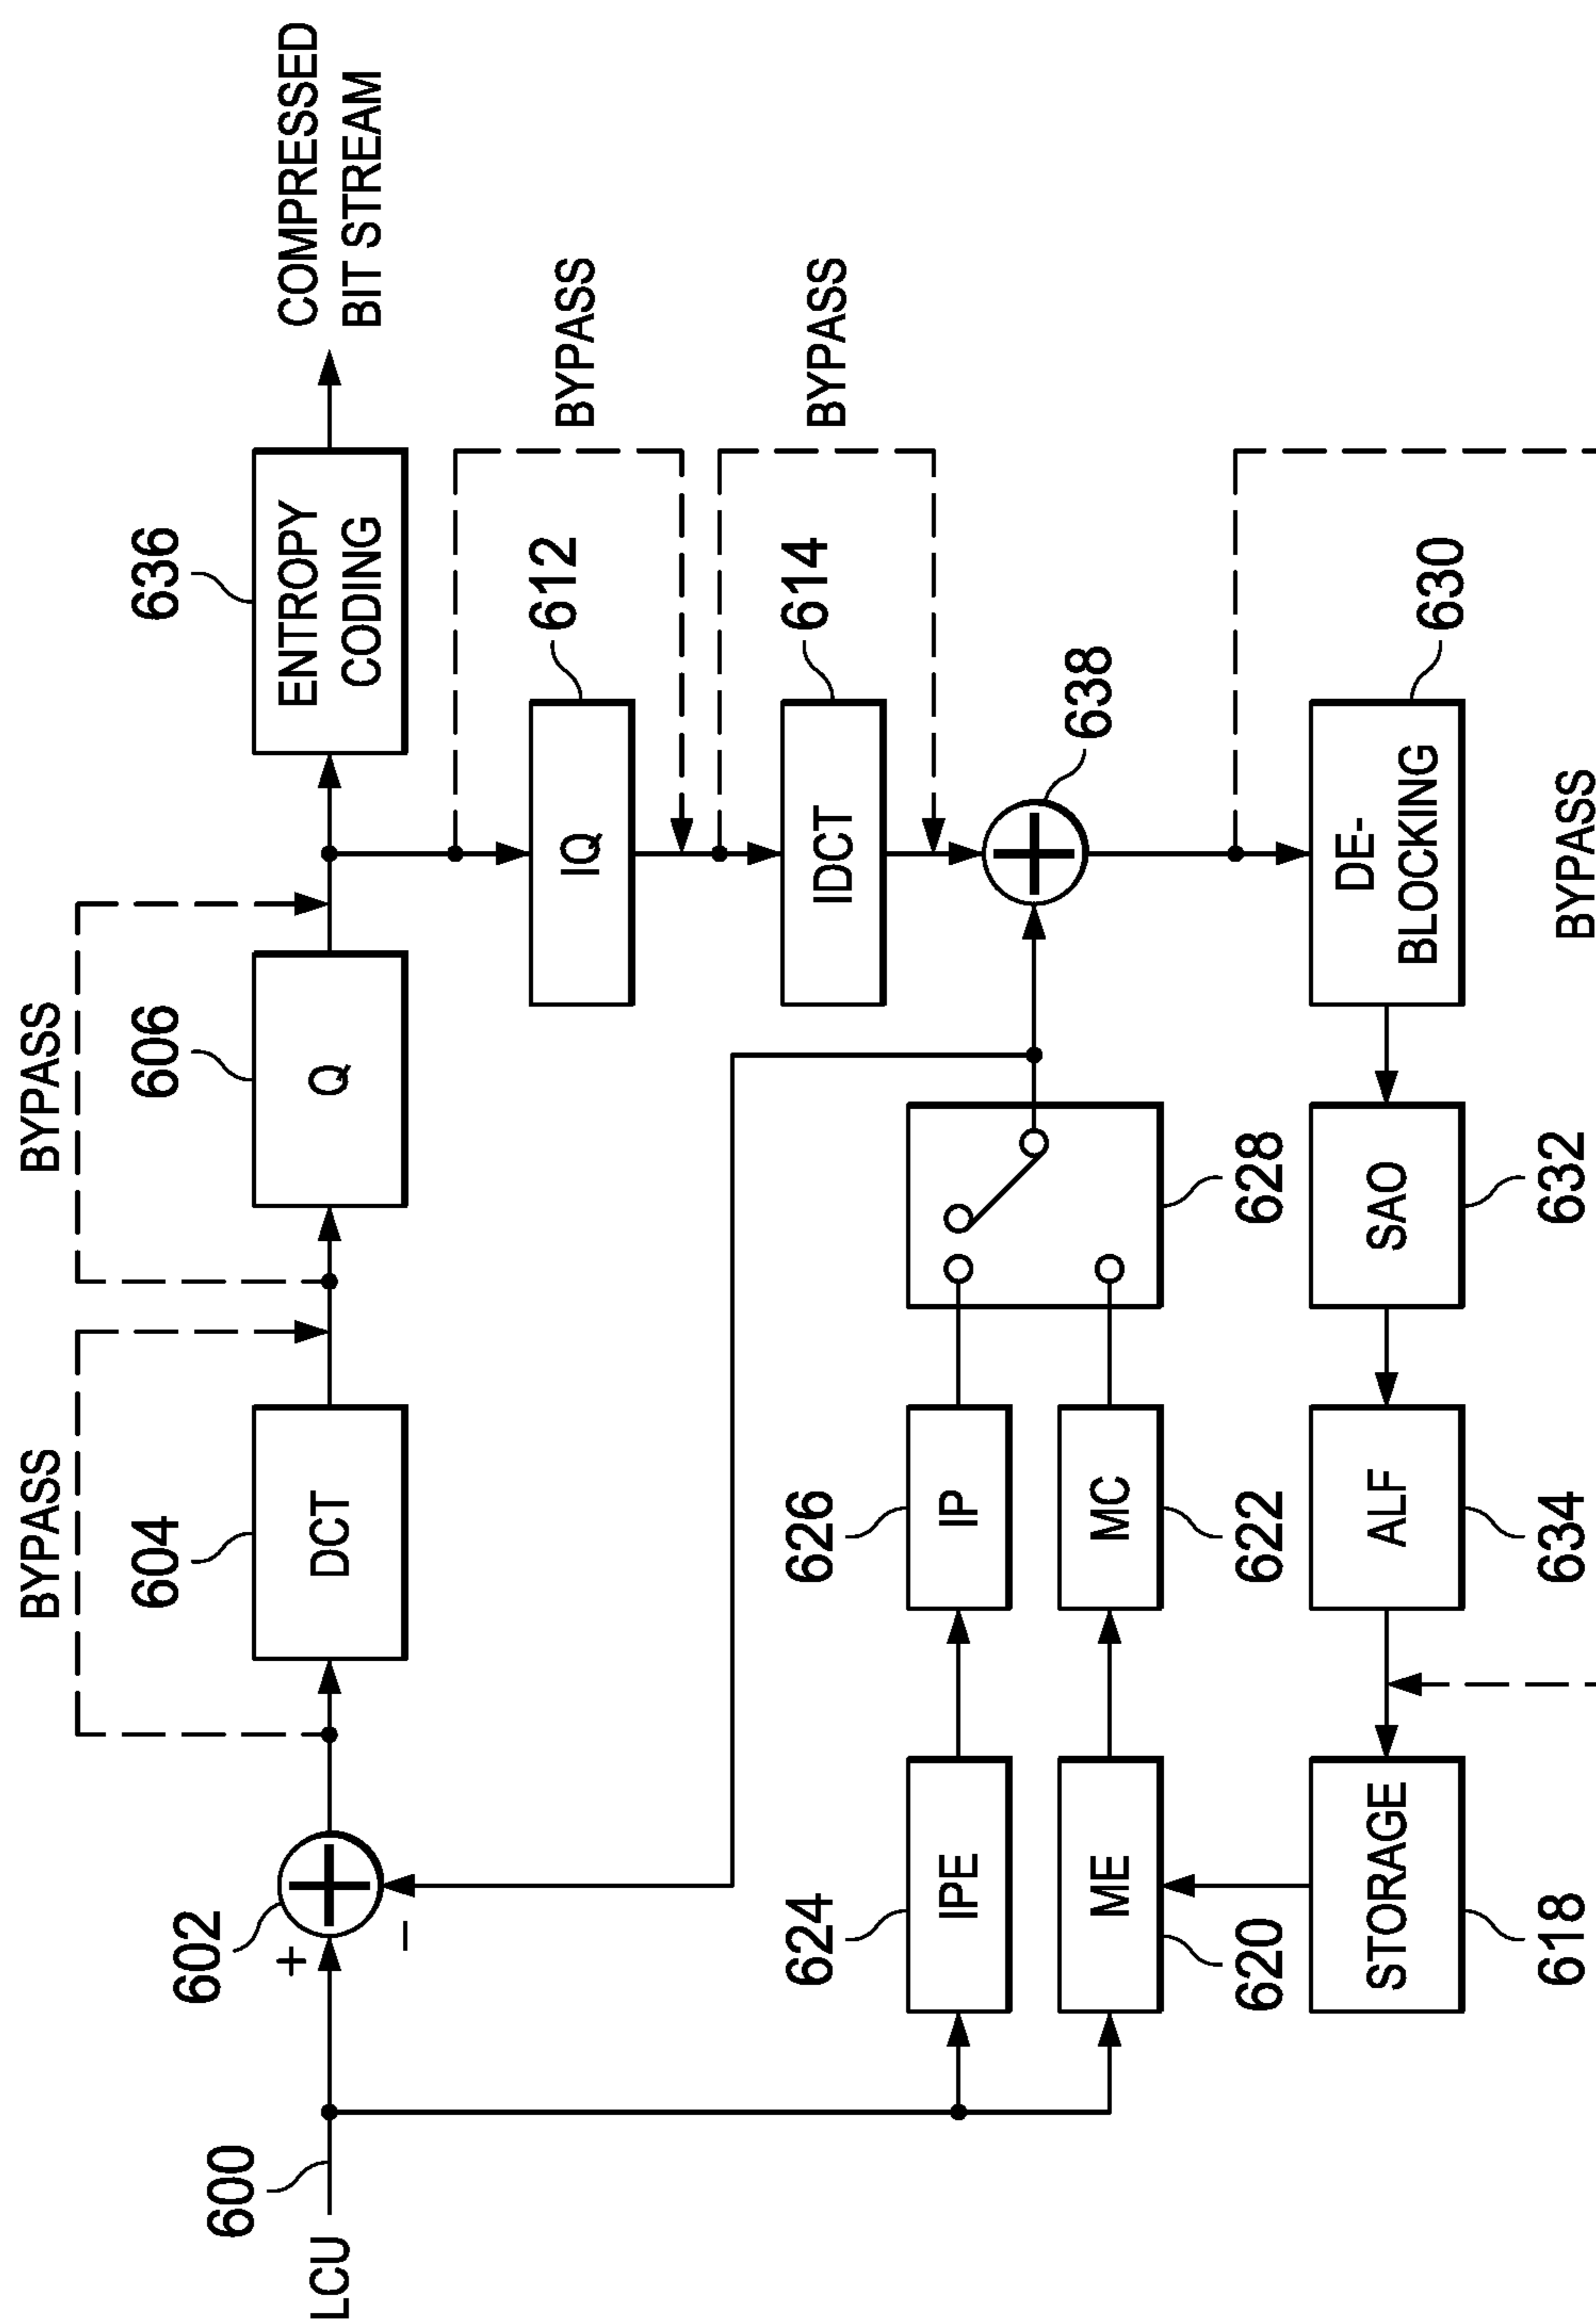 BYPASS
BYPASS
604
606
636
602
600
LCU
+
-
DCT
Q
ENTROPY
CODING
COMPRESSED
BIT STREAM
612
IQ
BYPASS
614
IDCT
BYPASS
624
626
IPE
IP
638
ME
MC
620
622
628
STORAGE
ALF
SAO
DE-
BLOCKING
630
618
634
632
BYPASS